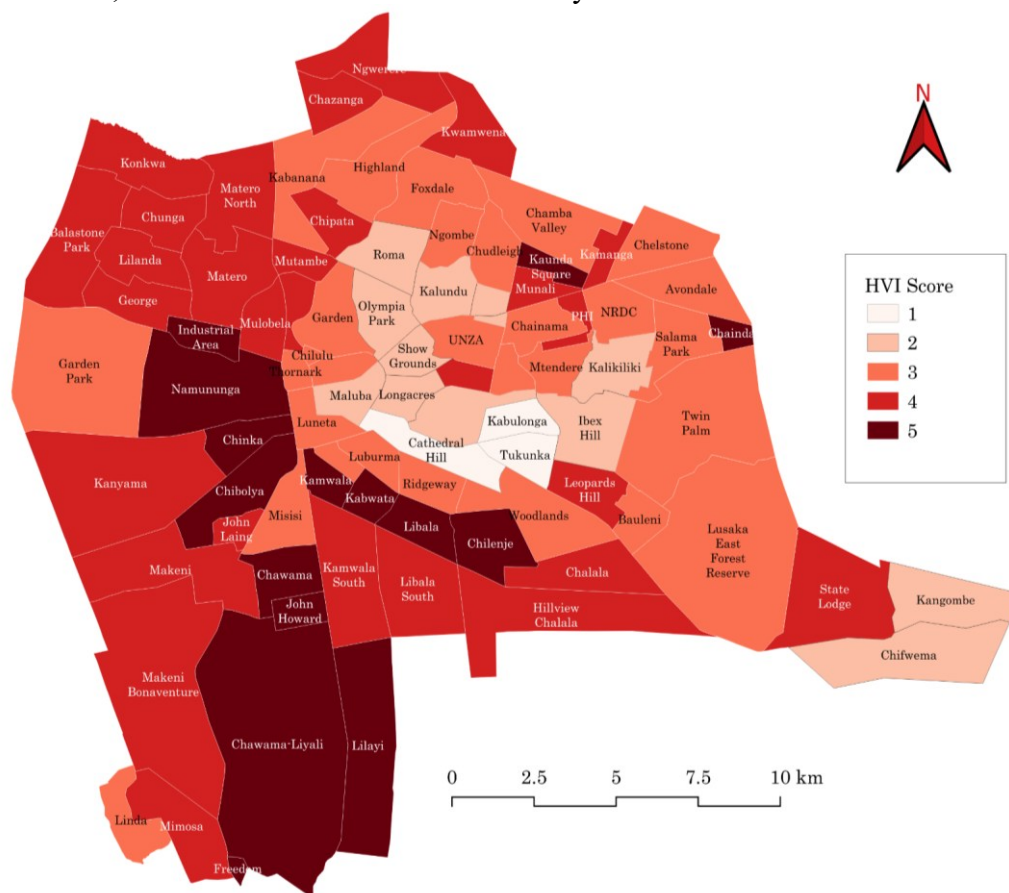 Ngwerere
Chazanga
Kwamwena
N
Konkwa
Matero
North
Kabanana
Highland
Foxdale
Chunga
Chipata
Chamba
Valley
Balastone
Park
Lilanda
Matero
Mutambe
Roma
Ngombe
Chudleigh
Kaunda
Square
Kamanga
Chelstone
George
Munali
Kalundu
Avondale
HVI Score
1
2
3
4
5
Industrial
Area
Mulobela
Garden
Olympia
Park
UNZA
Chainama
PHI
NRDC
Salama
Park
Chainda
Garden
Park
Namununga
Chilulu
Thornark
Show
Grounds
Mtendere
Kalikiliki
Maluba
Longacres
Luneta
Kabulonga
Ibex
Hill
Twin
Palm
Chinka
Cathedral
Hill
Tukunka
Luburma
Kanyama
Chibolya
Kamwala
Ridgeway
Leopards
Hill
Kabwata
Misisi
John
Laing
Libala
Woodlands
Bauleni
Lusaka
East
Forest
Reserve
Chilenje
Makeni
Chawama
Kamwala
South
Libala
South
Chalala
State
Lodge
Kangombe
John
Howard
Hillview
Chalala
Chifwema
Makeni
Bonaventure
Chawama-Liyali
Lilayi
0 2.5 5 7.5 10 km
Linda
Mimosa
Freedom